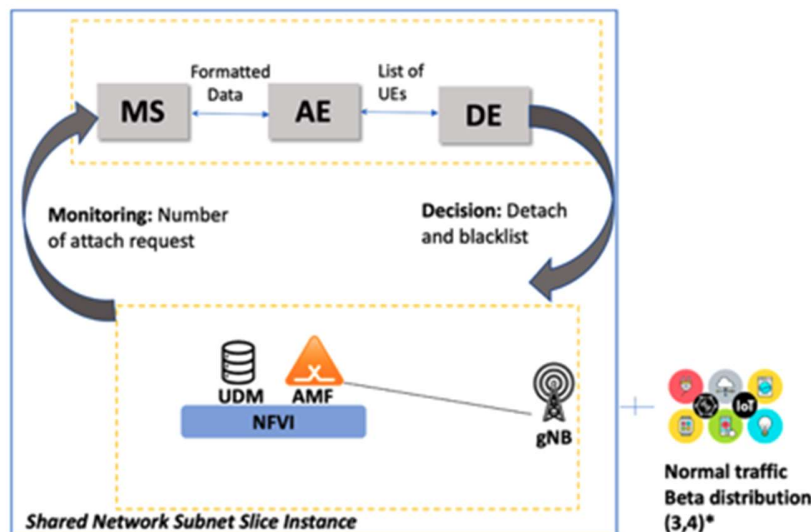 Formatted
Data
List of
UEs
MS
AE
DE
Monitoring: Number
of attach request
Decision: Detach
and blacklist
UDM
AMF
NFVI
gNB
IoT
Normal traffic
Beta distribution
(3,4)*
Shared Network Subnet Slice Instance